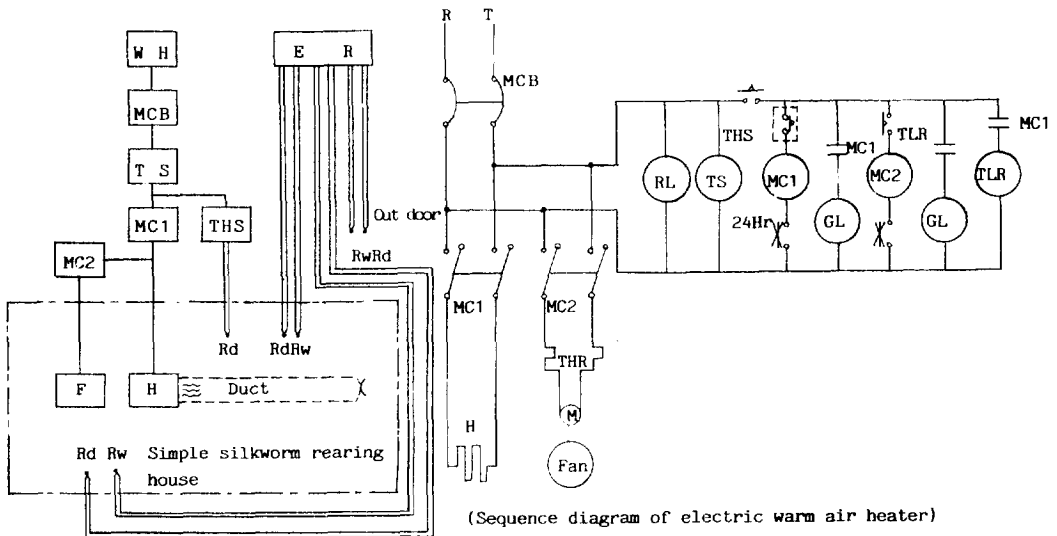 W H
MCB
T S
MC1
THS
MC2
E R
Out door
RwRd
Rd
RdRw
F
H
Duct
Rd Rw
Simple silkworm rearing
house
R T
MCB
MC1
MC2
THR
H
M
Fan
RL
TS
THS
MC1
24Hr
MC1
GL
TLR
MC2
GL
MC1
TLR
(Sequence diagram of electric warm air heater)